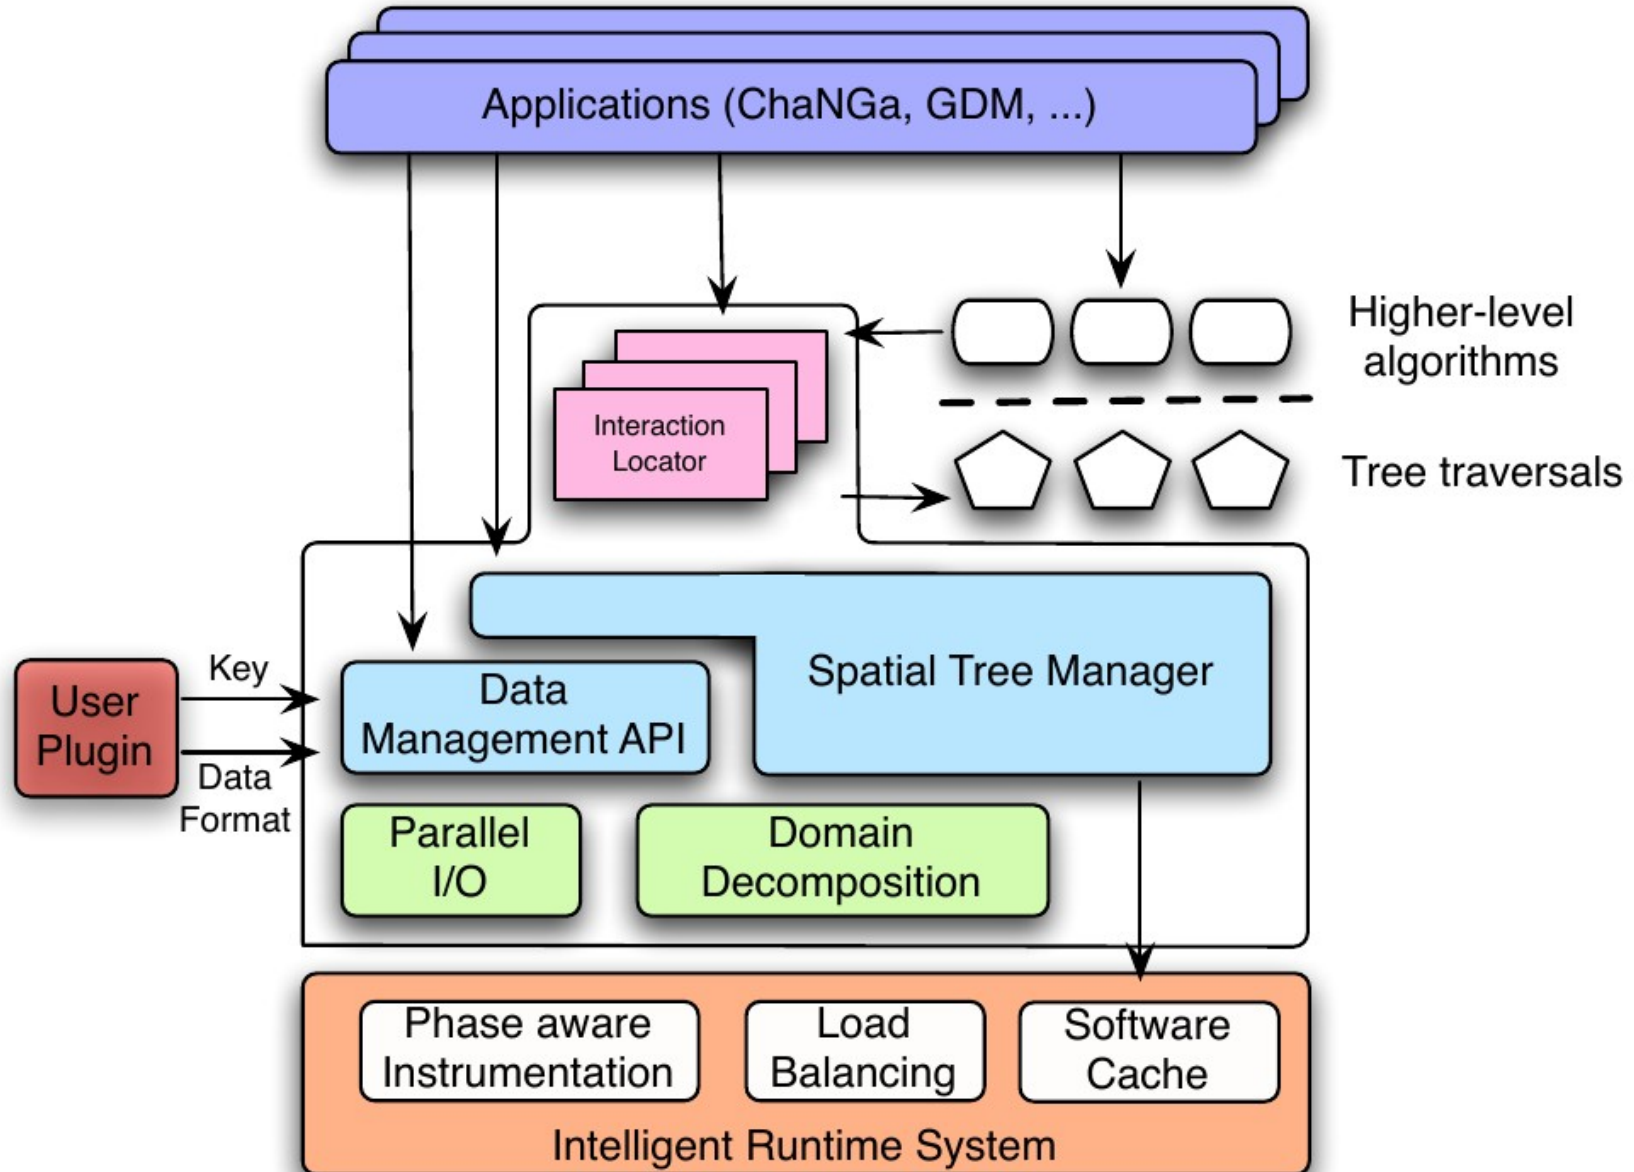 Applications (ChaNGa, GDM, ...)
Higher-level
algorithms
Interaction
Locator
Tree traversals
Spatial Tree Manager
User
Plugin
Key
Data
Format
Data
Management API
Parallel
I/O
Domain
Decomposition
Phase aware
Instrumentation
Load
Balancing
Software
Cache
Intelligent Runtime System